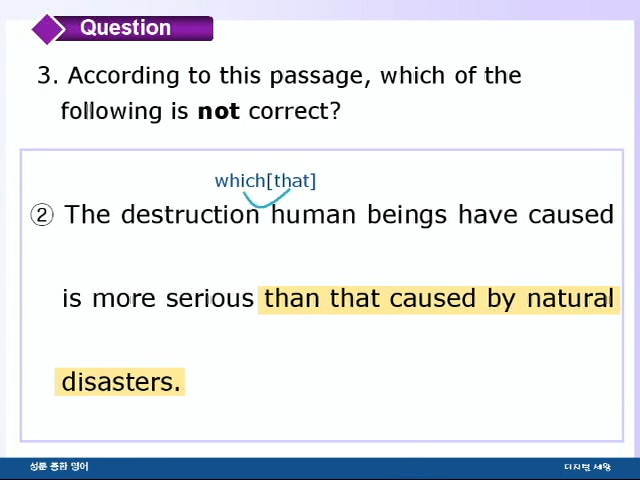 Question
3. According to this passage, which of the
following is not correct?
which[that]
② The destruction human beings have caused
is more serious than that caused by natural
disasters.
성문 종합 영어
디지털 세움